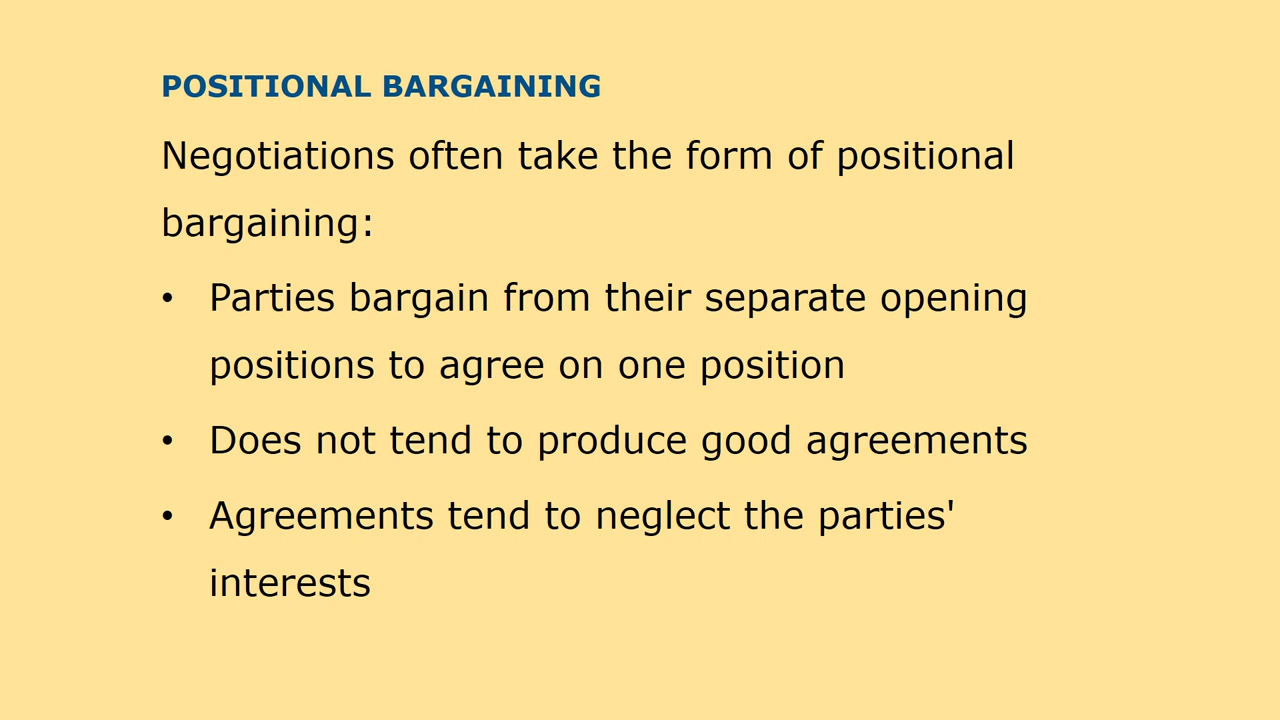 POSITIONAL BARGAINING
Negotiations often take the form of positional
bargaining:
• Parties bargain from their separate opening
positions to agree on one position
• Does not tend to produce good agreements
• Agreements tend to neglect the parties'
interests